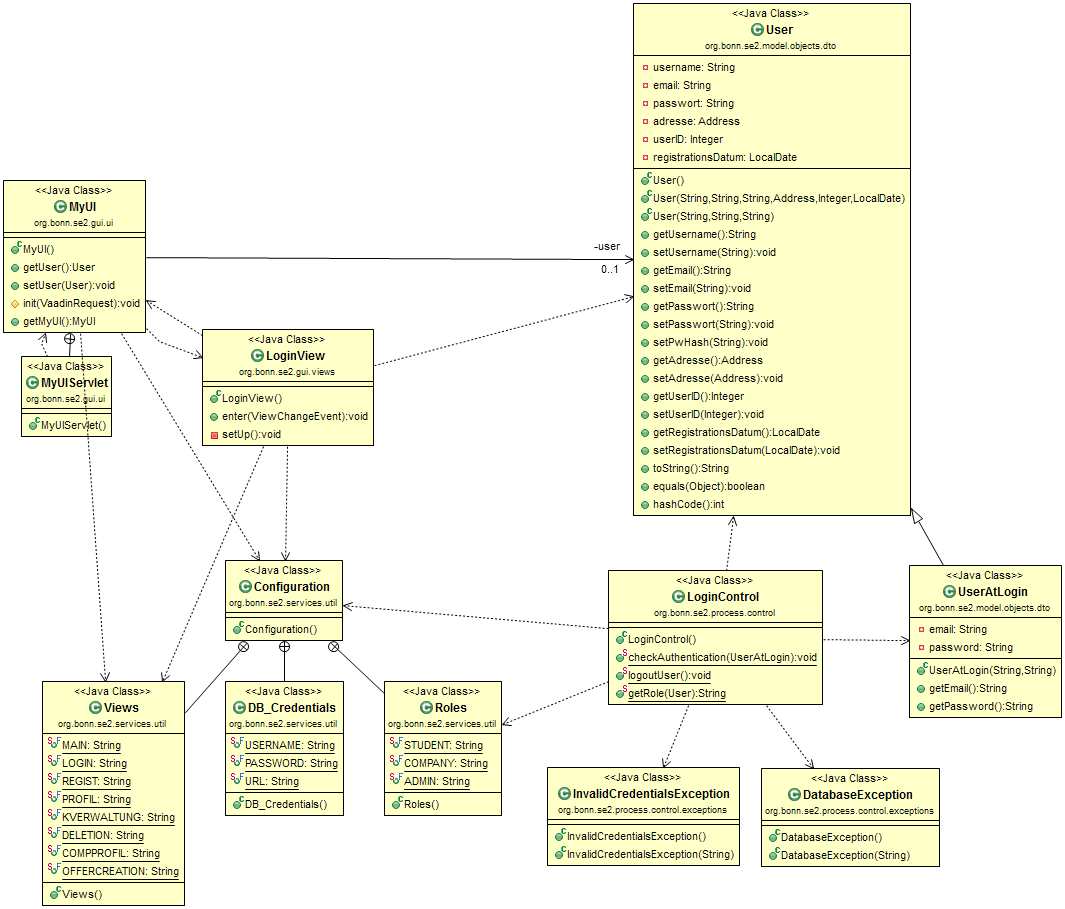 <<Java Class>>
User
org.bonn.se2.model.objects.dto
username: String
email: String
passwort: String
adresse: Address
userID: Integer
registrationsDatum: LocalDate
User()
User(String,String,String,Address,Integer,LocalDate)
User(String,String,String)
getUsername():String
setUsername(String):void
getEmail():String
setEmail(String):void
getPasswort():String
setPasswort(String):void
setPwHash(String):void
getAdresse():Address
setAdresse(Address):void
getUserID():Integer
setUserID(Integer):void
getRegistrationsDatum():LocalDate
setRegistrationsDatum(LocalDate):void
toString():String
equals(Object):boolean
hashCode():int
<<Java Class>>
MyUI
org.bonn.se2.gui.ui
MyUI()
getUser():User
setUser(User):void
init(VaadinRequest):void
getMyUI():MyUI
-user
0..1
<<Java Class>>
MyUIServlet
org.bonn.se2.gui.ui
MyUIServlet()
<<Java Class>>
LoginView
org.bonn.se2.gui.views
LoginView()
enter(ViewChangeEvent):void
setUp():void
<<Java Class>>
Configuration
org.bonn.se2.services.util
Configuration()
<<Java Class>>
LoginControl
org.bonn.se2.process.control
LoginControl()
checkAuthentication(UserAtLogin):void
logoutUser():void
getRole(User):String
<<Java Class>>
UserAtLogin
org.bonn.se2.model.objects.dto
email: String
password: String
UserAtLogin(String,String)
getEmail():String
getPassword():String
<<Java Class>>
Views
org.bonn.se2.services.util
MAIN: String
LOGIN: String
REGIST: String
PROFIL: String
KVERWALTUNG: String
DELETION: String
COMPPROFIL: String
OFFERCREATION: String
Views()
<<Java Class>>
DB_Credentials
org.bonn.se2.services.util
USERNAME: String
PASSWORD: String
URL: String
DB_Credentials()
<<Java Class>>
Roles
org.bonn.se2.services.util
STUDENT: String
COMPANY: String
ADMIN: String
Roles()
<<Java Class>>
InvalidCredentialsException
org.bonn.se2.process.control.exceptions
InvalidCredentialsException()
InvalidCredentialsException(String)
<<Java Class>>
DatabaseException
org.bonn.se2.process.control.exceptions
DatabaseException()
DatabaseException(String)